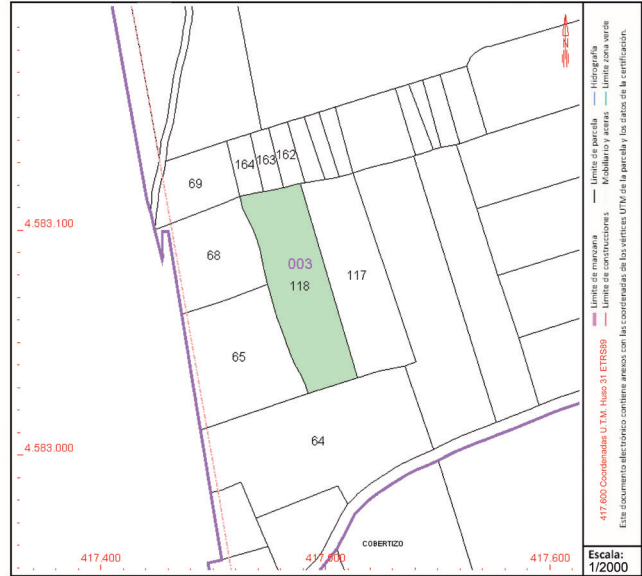 164
163
162
69
4.583.100
68
003
118
117
65
64
4.583.000
COBERTIZO
417.400
417.500
417.600
417.600 Coordenadas U.T.M. Huso 31 ETRS89
Límite de manzana
Límite de construcciones
Límite de parcela
Mobiliario y aceras
Hidrografía
Límite zona verde
Este documento electrónico contiene anexos con las coordenadas de los vértices UTM de la parcela y los datos de la certificación.
Escala:
1/2000